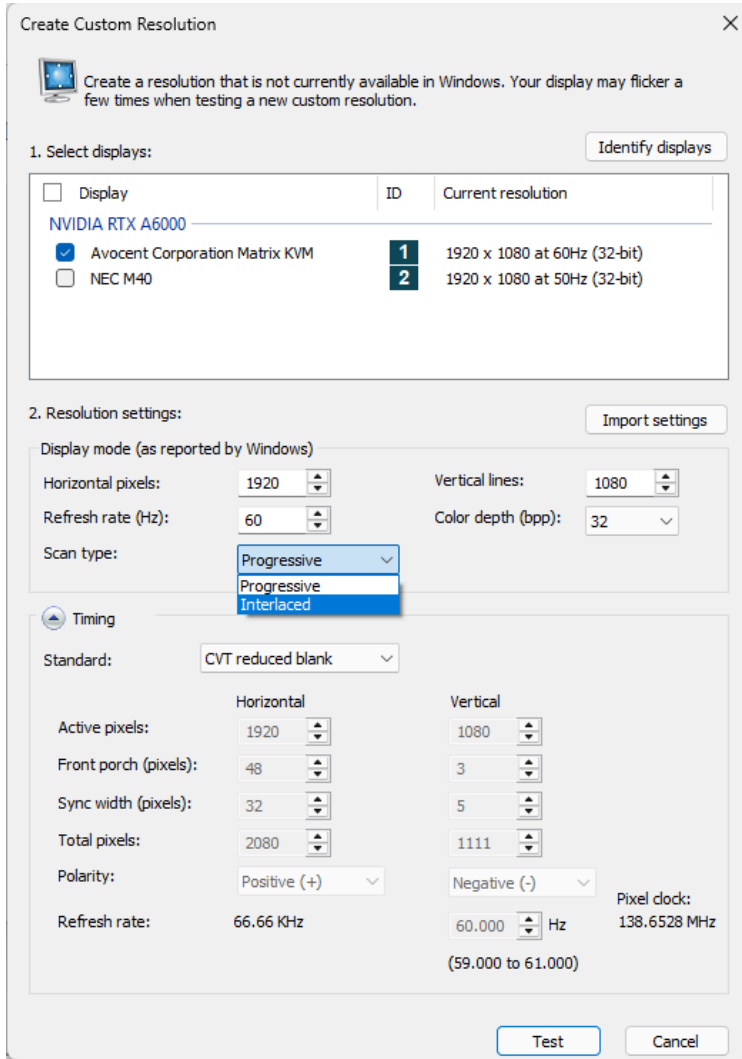 Create Custom Resolution
Create a resolution that is not currently available in Windows. Your display may flicker a
few times when testing a new custom resolution.
1. Select displays:
Identify displays
Display ID Current resolution
NVIDIA RTX A6000
Avocent Corporation Matrix KVM 1 1920 x 1080 at 60Hz (32-bit)
NEC M40 2 1920 x 1080 at 50Hz (32-bit)
2. Resolution settings:
Import settings
Display mode (as reported by Windows)
Horizontal pixels: 1920 Vertical lines: 1080
Refresh rate (Hz): 60 Color depth (bpp): 32
Scan type: Progressive
Progressive
Interlaced
Timing
Standard: CVT reduced blank
Horizontal Vertical
Active pixels: 1920 1080
Front porch (pixels): 48 3
Sync width (pixels): 32 5
Total pixels: 2080 1111
Polarity: Positive (+) Negative (-)
Pixel clock:
Refresh rate: 66.66 KHz 60.000 Hz 138.6528 MHz
(59.000 to 61.000)
Test Cancel